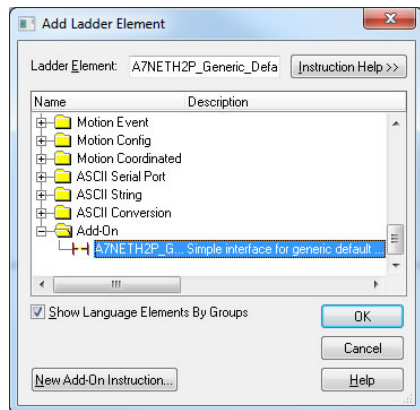 Add Ladder Element
Ladder Element: A7NETH2P_Generic_Defa Instruction Help >>
Name Description
Motion Event
Motion Config
Motion Coordinated
ASCII Serial Port
ASCII String
ASCII Conversion
Add-On
A7NETH2P_G... Simple interface for generic default ...
Show Language Elements By Groups
OK
Cancel
New Add-On Instruction...
Help